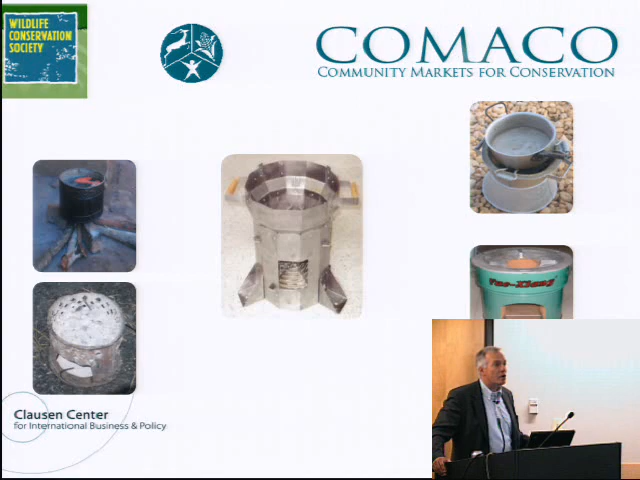 WILDLIFE
CONSERVATION
SOCIETY
COMACO
COMMUNITY MARKETS FOR CONSERVATION
Clausen Center
for International Business & Policy